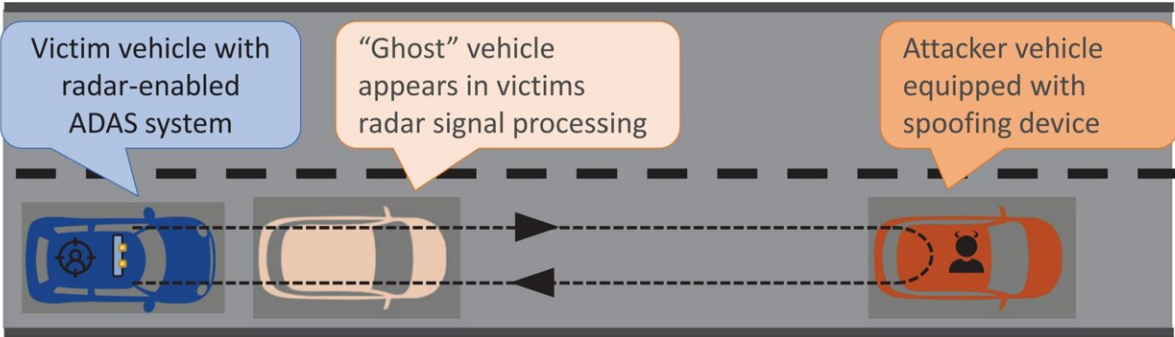 Victim vehicle with
radar-enabled
ADAS system
“Ghost” vehicle
appears in victims
radar signal processing
Attacker vehicle
equipped with
spoofing device